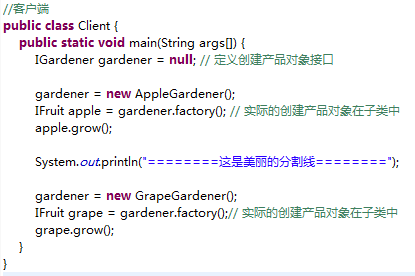 //客户端
public class Client {
public static void main(String args[]) {
IGardener gardener = null; // 定义创建产品对象接口
gardener = new AppleGardener();
IFruit apple = gardener.factory(); // 实际的创建产品对象在子类中
apple.grow();
System.out.println("========这是美丽的分割线========");
gardener = new GrapeGardener();
IFruit grape = gardener.factory();// 实际的创建产品对象在子类中
grape.grow();
}
}